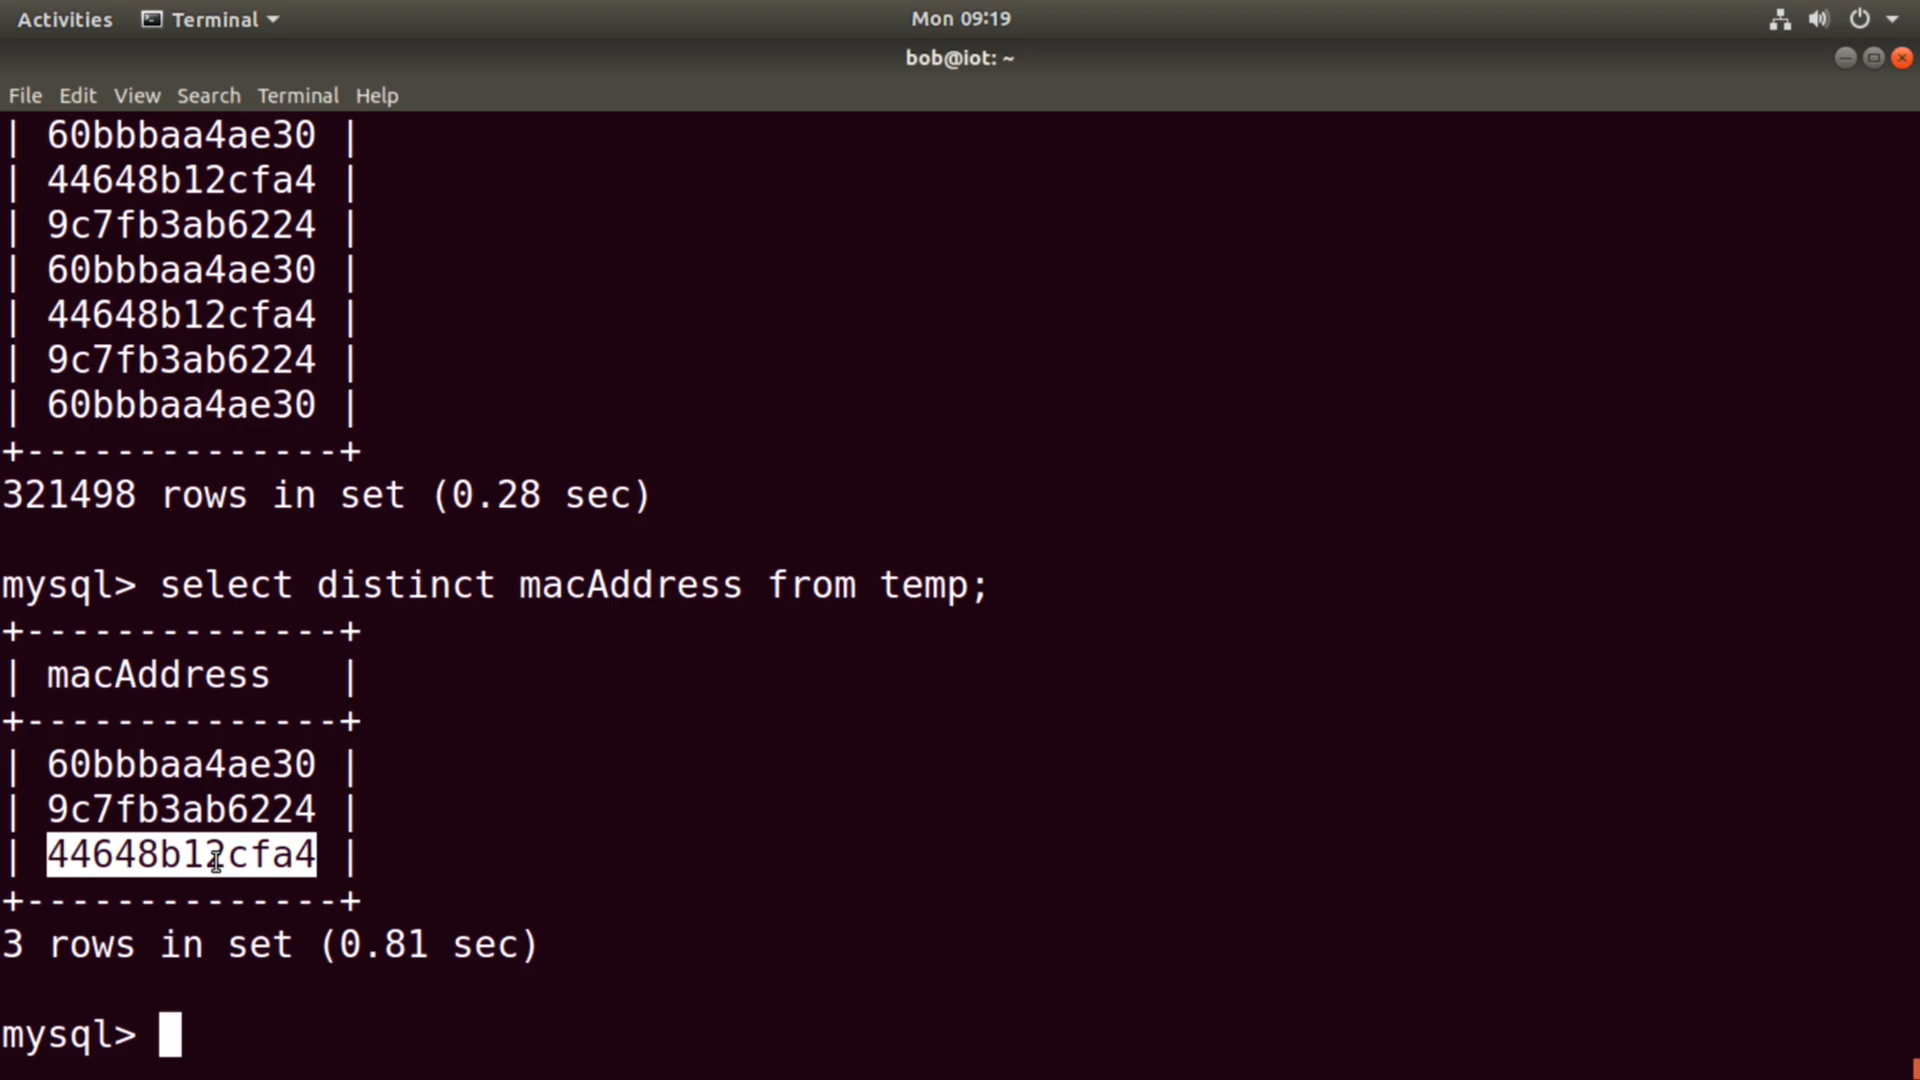 Activities Terminal Mon 09:19
bob@iot: ~
File Edit View Search Terminal Help
| 60bbbaa4ae30 |
| 44648b12cfa4 |
| 9c7fb3ab6224 |
| 60bbbaa4ae30 |
| 44648b12cfa4 |
| 9c7fb3ab6224 |
| 60bbbaa4ae30 |
+--------------+
321498 rows in set (0.28 sec)
mysql> select distinct macAddress from temp;
+--------------+
| macAddress   |
+--------------+
| 60bbbaa4ae30 |
| 9c7fb3ab6224 |
| 44648b12cfa4 |
+--------------+
3 rows in set (0.81 sec)
mysql>